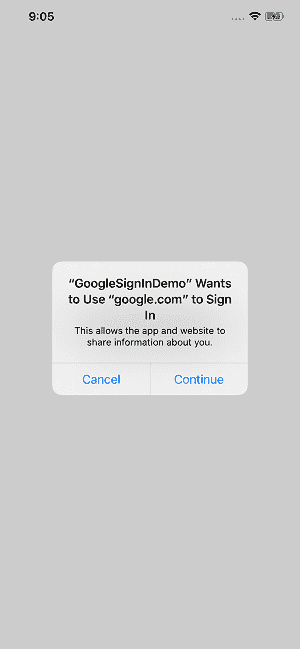 9:05
“GoogleSignInDemo” Wants
to Use “google.com” to Sign
In
This allows the app and website to
share information about you.
Cancel
Continue